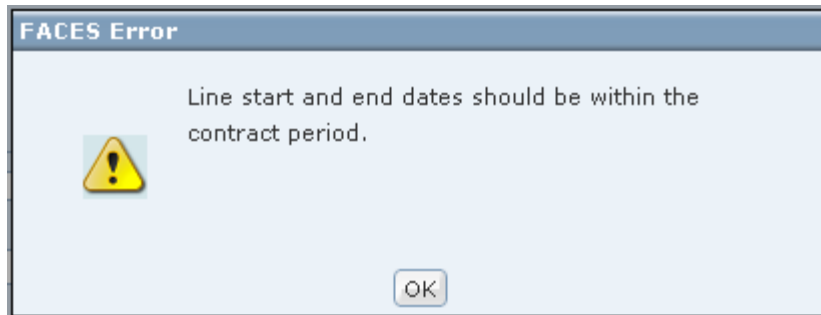 FACES Error
Line start and end dates should be within the
contract period.
OK